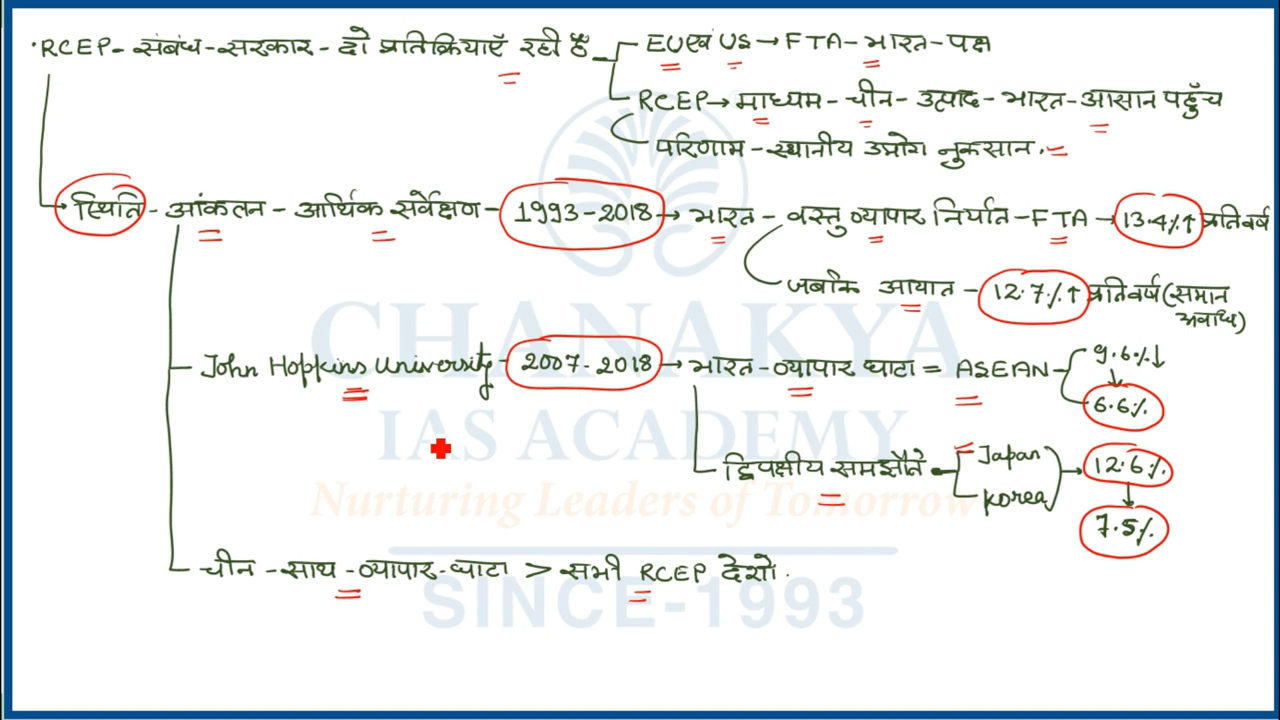 ·RCEP- संबंध-सरकार- दो प्रतिक्रियाएँ रही हैं
EU एवं US → FTA- भारत- पक्ष
RCEP→ माध्यम- चीन- उत्पाद- भारत-आसान पहुँच
परिणाम - स्थानीय उद्योग नुकसान.
स्थिति- आंकलन- आर्थिक सर्वेक्षण- 1993-2018 → भारत- वस्तु व्यापार निर्यात-FTA → 13.4%↑ प्रतिवर्ष
जबकि आयात - 12.7%↑ प्रतिवर्ष (समान अवधि)
John Hopkins University- 2007-2018 → भारत-व्यापार घाटा = ASEAN 9.6%↓
6.6%
द्विपक्षीय समझौते Japan 12.6%
Korea
7.5%
चीन -साथ -व्यापार-घाटा > सभी RCEP देशों.
CHANAKYA
IAS ACADEMY
Nurturing Leaders of Tomorrow
SINCE-1993